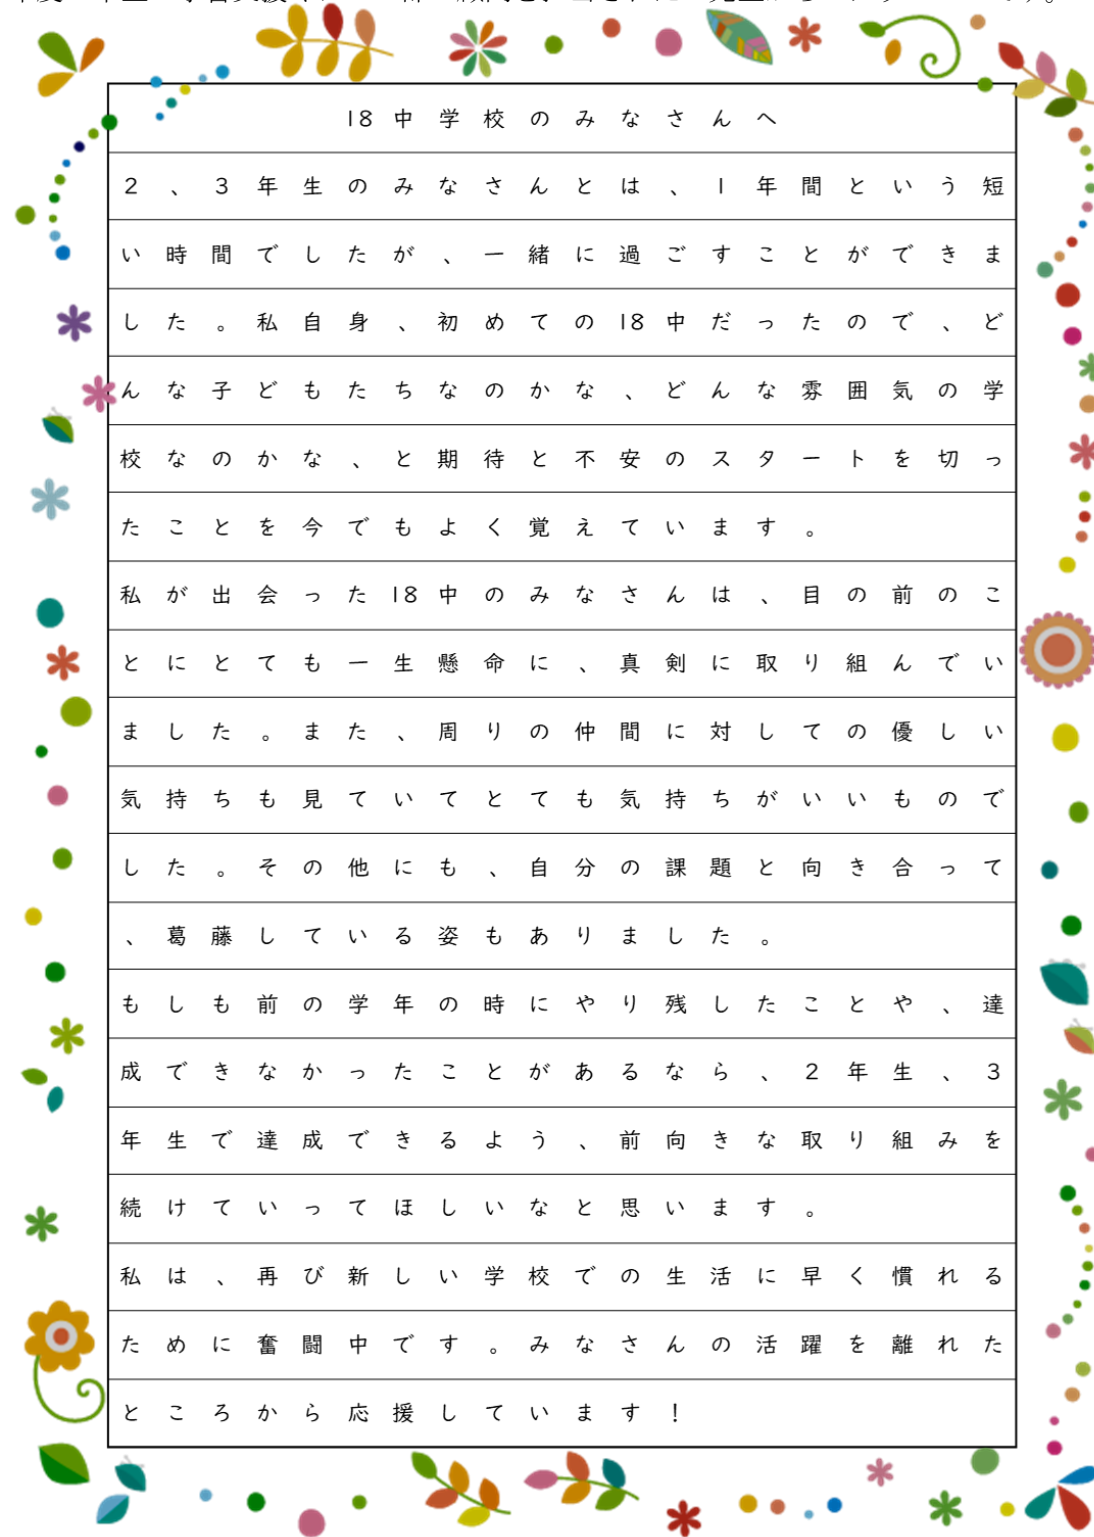 18中学校のみなさんへ
2、3年生のみなさんとは、1年間という短
い時間でしたが、一緒に過ごすことができま
した。私自身、初めての18中だったので、ど
んな子どもたちなのかな、どんな雰囲気の学
校なのかな、と期待と不安のスタートを切っ
たことを今でもよく覚えています。
私が出会った18中のみなさんは、目の前のこ
とにとても一生懸命に、真剣に取り組んでい
ました。また、周りの仲間に対しての優しい
気持ちも見ていてとても気持ちがいいもので
した。その他にも、自分の課題と向き合って
、葛藤している姿もありました。
もしも前の学年の時にやり残したことや、達
成できなかったことがあるなら、2年生、3
年生で達成できるよう、前向きな取り組みを
続けていってほしいなと思います。
私は、再び新しい学校での生活に早く慣れる
ために奮闘中です。みなさんの活躍を離れた
ところから応援しています！